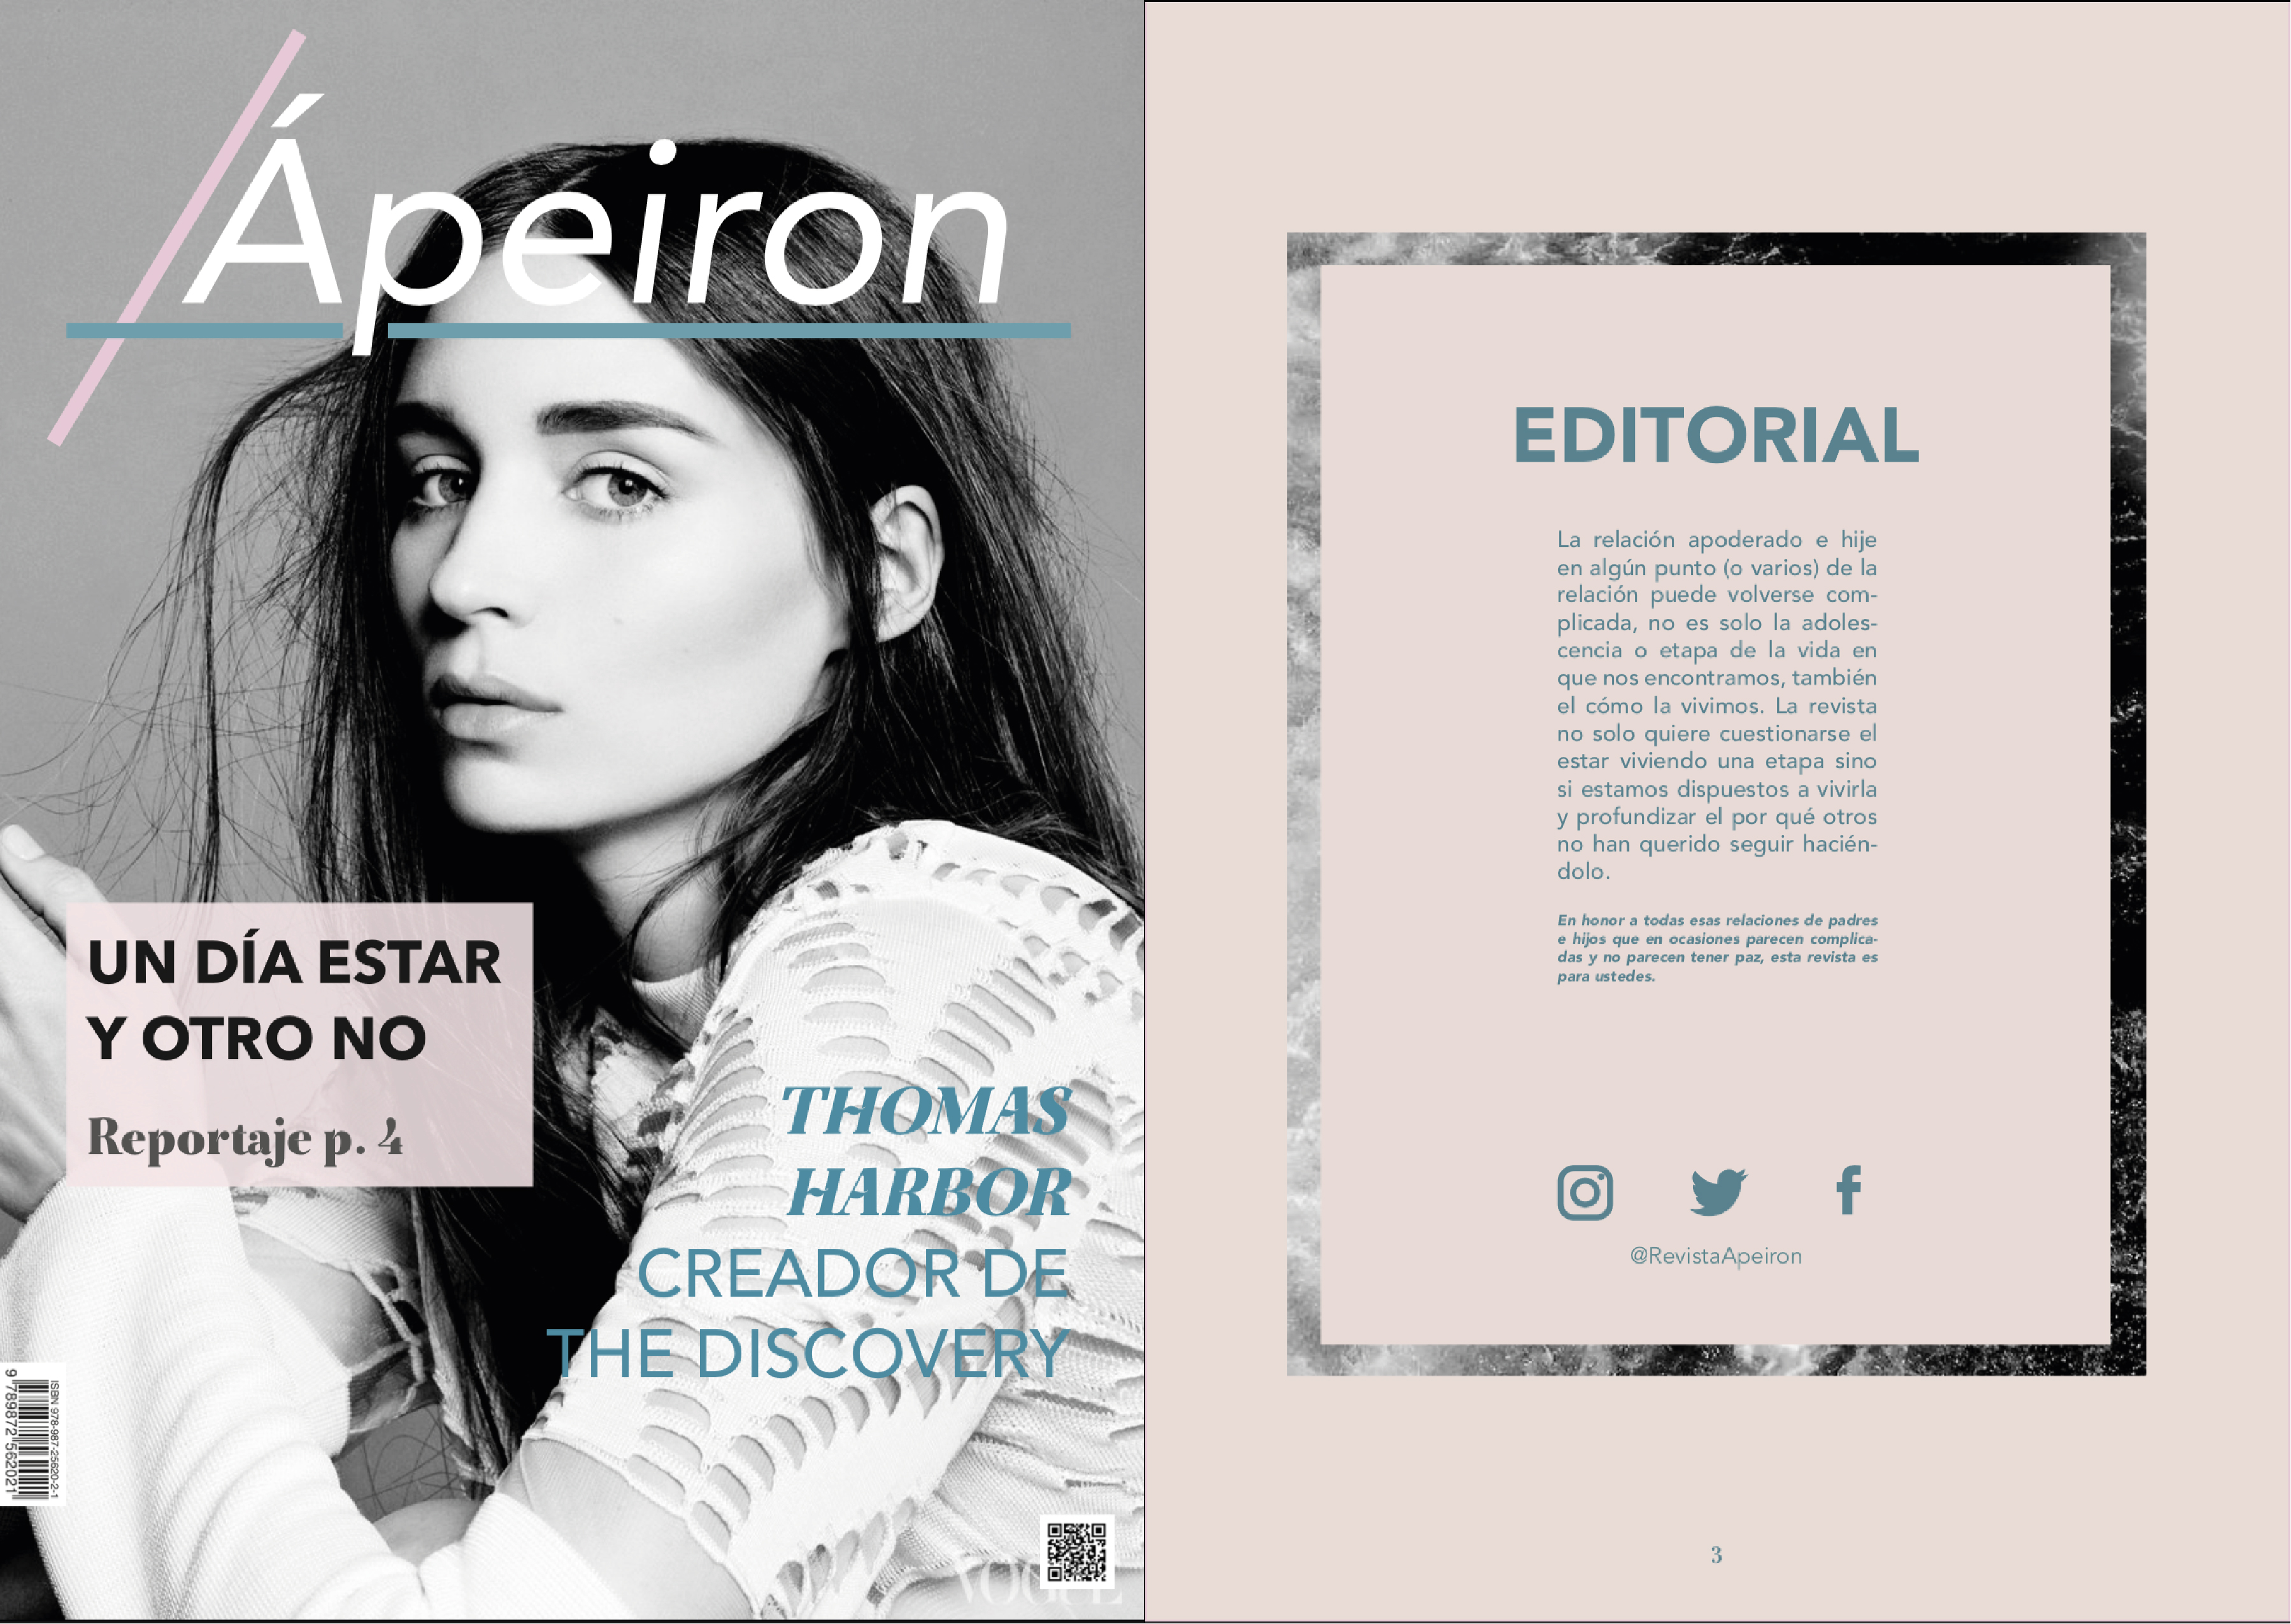 Ápeiron
UN DÍA ESTAR
Y OTRO NO
Reportaje p. 4
THOMAS
HARBOR
CREADOR DE
THE DISCOVERY
ISBN 978-987-25620-2-1
9 789872 562021
VOGUE
EDITORIAL
La relación apoderado e hije
en algún punto (o varios) de la
relación puede volverse com-
plicada, no es solo la adoles-
cencia o etapa de la vida en
que nos encontramos, también
el cómo la vivimos. La revista
no solo quiere cuestionarse el
estar viviendo una etapa sino
si estamos dispuestos a vivirla
y profundizar el por qué otros
no han querido seguir hacién-
dolo.
En honor a todas esas relaciones de padres
e hijos que en ocasiones parecen complica-
das y no parecen tener paz, esta revista es
para ustedes.
@RevistaApeiron
3